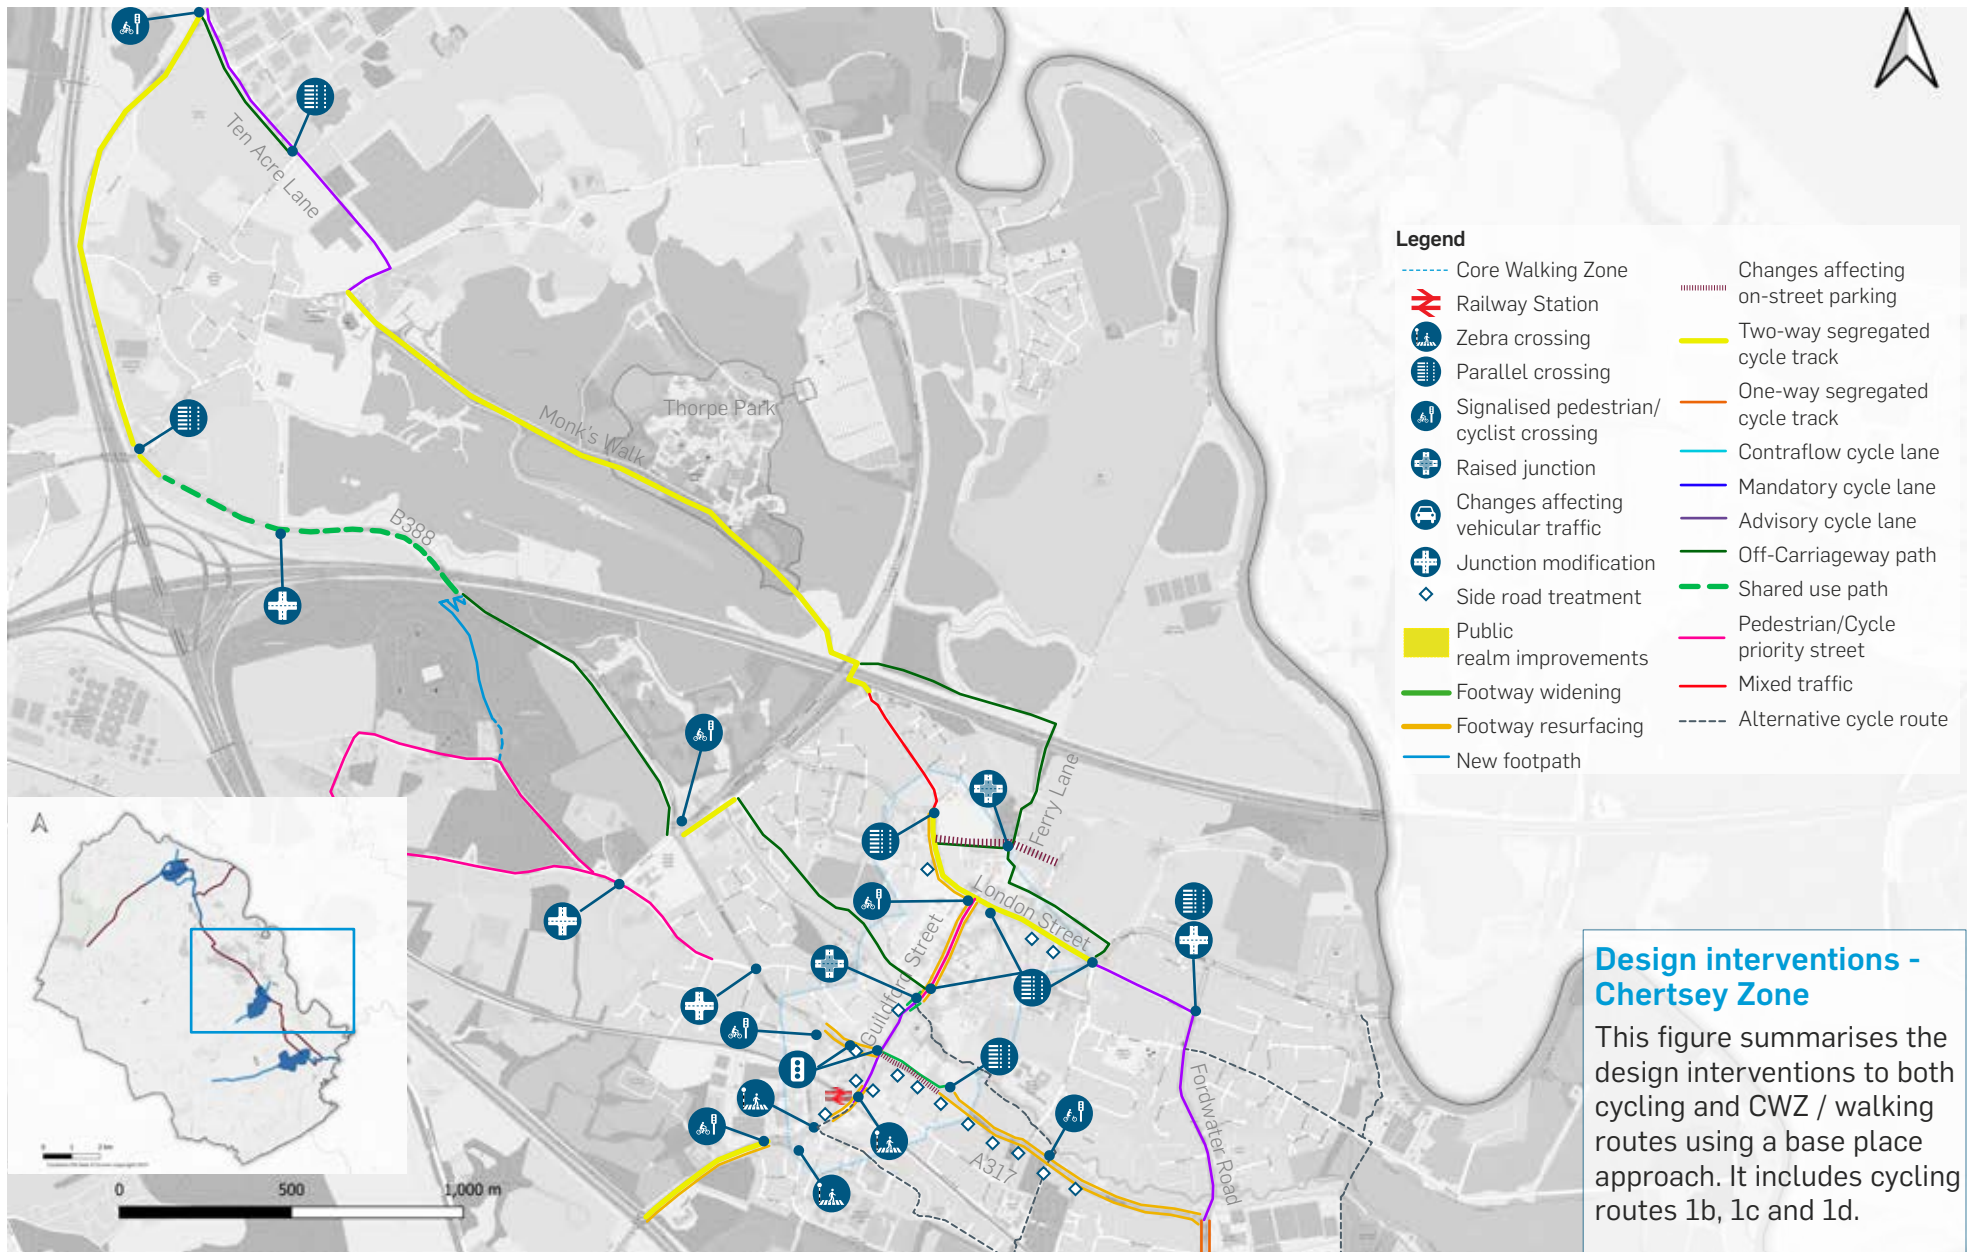 Ten Acre Lane
Monk's Walk
Thorpe Park
B388
Ferry Lane
London Street
Guildford Street
A317
Fordwater Road
Legend
Core Walking Zone
Railway Station
Zebra crossing
Parallel crossing
Signalised pedestrian/
cyclist crossing
Raised junction
Changes affecting
vehicular traffic
Junction modification
Side road treatment
Public
realm improvements
Footway widening
Footway resurfacing
New footpath
Changes affecting
on-street parking
Two-way segregated
cycle track
One-way segregated
cycle track
Contraflow cycle lane
Mandatory cycle lane
Advisory cycle lane
Off-Carriageway path
Shared use path
Pedestrian/Cycle
priority street
Mixed traffic
Alternative cycle route
0 1 2 km
0 500 1,000 m
Design interventions -
Chertsey Zone
This figure summarises the
design interventions to both
cycling and CWZ / walking
routes using a base place
approach. It includes cycling
routes 1b, 1c and 1d.